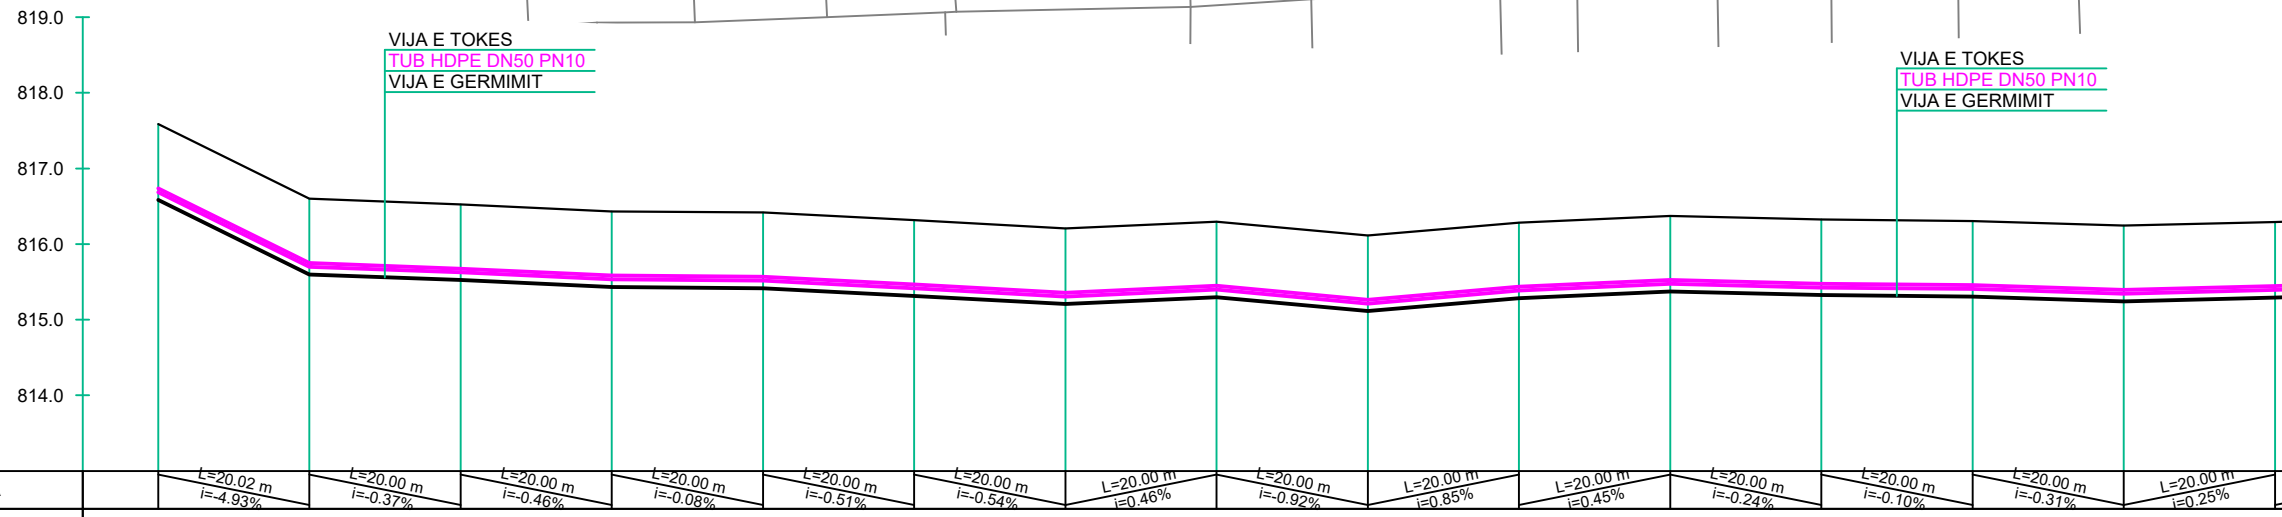 819.0
VIJA E TOKES
TUB HDPE DN50 PN10
VIJA E GERMIMIT
VIJA E TOKES
TUB HDPE DN50 PN10
VIJA E GERMIMIT
818.0
817.0
816.0
815.0
814.0
L=20.02 m
i=-4.93%
L=20.00 m
i=-0.37%
L=20.00 m
i=-0.46%
L=20.00 m
i=-0.08%
L=20.00 m
i=-0.51%
L=20.00 m
i=-0.54%
L=20.00 m
i=0.46%
L=20.00 m
i=-0.92%
L=20.00 m
i=0.85%
L=20.00 m
i=0.45%
L=20.00 m
i=-0.24%
L=20.00 m
i=-0.10%
L=20.00 m
i=-0.31%
L=20.00 m
i=0.25%